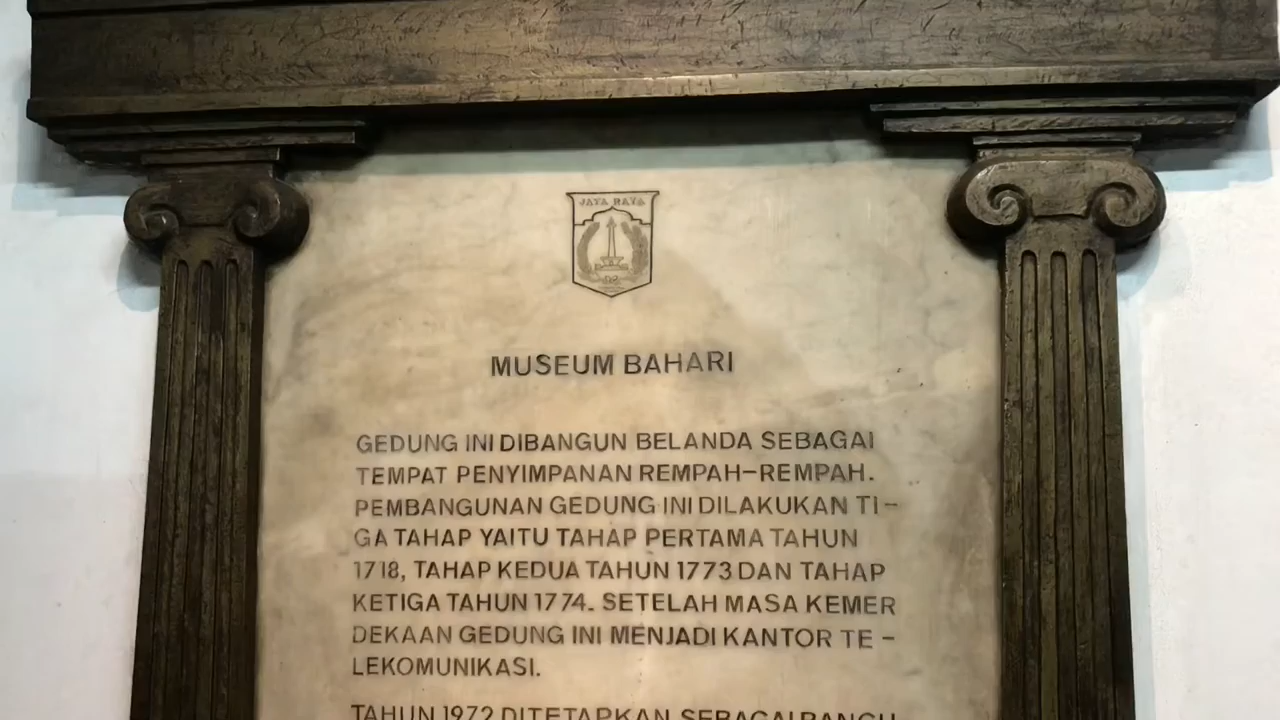 JAYA RAYA
MUSEUM BAHARI
GEDUNG INI DIBANGUN BELANDA SEBAGAI
TEMPAT PENYIMPANAN REMPAH-REMPAH.
PEMBANGUNAN GEDUNG INI DILAKUKAN TI-
GA TAHAP YAITU TAHAP PERTAMA TAHUN
1718, TAHAP KEDUA TAHUN 1773 DAN TAHAP
KETIGA TAHUN 1774. SETELAH MASA KEMER
DEKAAN GEDUNG INI MENJADI KANTOR TE-
LEKOMUNIKASI.
TAHUN 1972 DITETAPKAN SEBAGAI BANGU